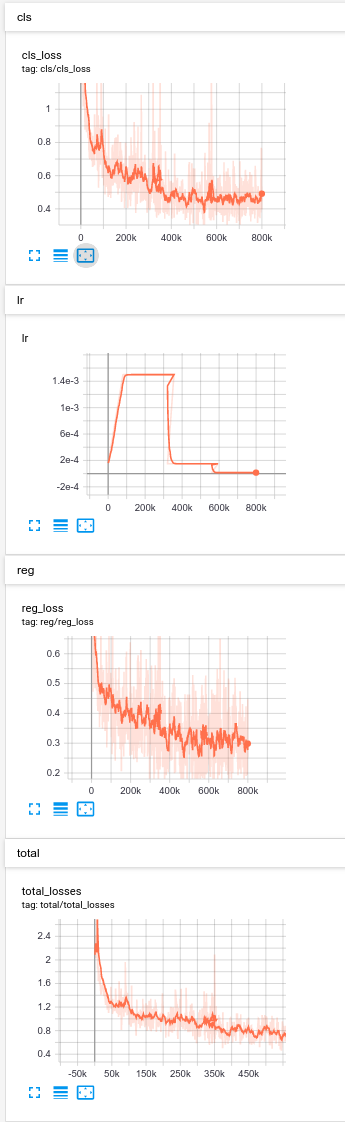 cls
cls_loss
tag: cls/cls_loss
1
0.8
0.6
0.4
0 200k 400k 600k 800k
lr
lr
1.4e-3
1e-3
6e-4
2e-4
-2e-4
0 200k 400k 600k 800k
reg
reg_loss
tag: reg/reg_loss
0.6
0.5
0.4
0.3
0.2
0 200k 400k 600k 800k
total
total_losses
tag: total/total_losses
2.4
2
1.6
1.2
0.8
0.4
-50k 50k 150k 250k 350k 450k